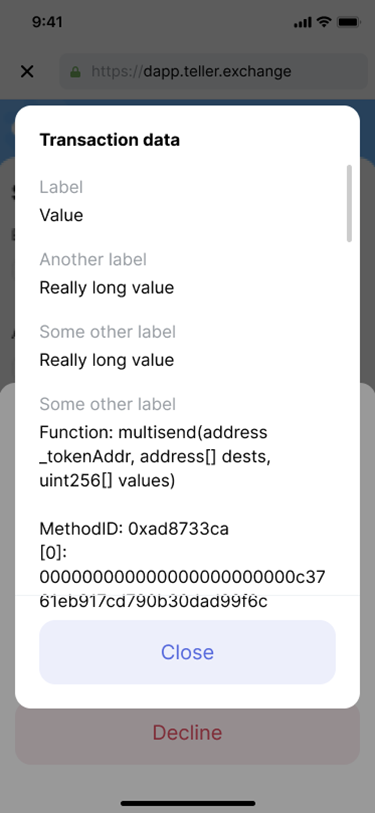 9:41
https://dapp.teller.exchange
Transaction data
Label
Value
Another label
Really long value
Some other label
Really long value
Some other label
Function: multisend(address
_tokenAddr, address[] dests,
uint256[] values)
MethodID: 0xad8733ca
[0]:
000000000000000000000000c37
61eb917cd790b30dad99f6c
Close
Decline